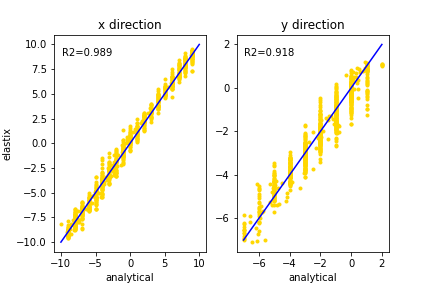 x direction
R2=0.989
10.0
7.5
5.0
2.5
0.0
−2.5
−5.0
−7.5
−10.0
elastix
−10 −5 0 5 10
analytical
y direction
R2=0.918
2
0
−2
−4
−6
−6 −4 −2 0 2
analytical